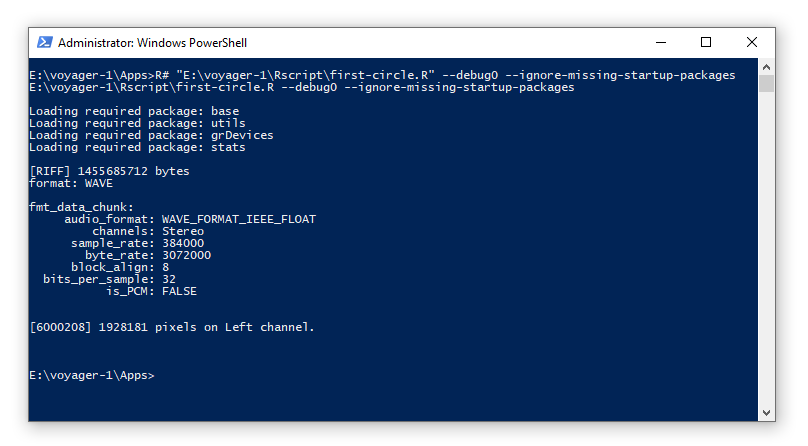 Administrator: Windows PowerShell
E:\voyager-1\Apps>R# "E:\voyager-1\Rscript\first-circle.R" --debug0 --ignore-missing-startup-packages
E:\voyager-1\Rscript\first-circle.R --debug0 --ignore-missing-startup-packages
Loading required package: base
Loading required package: utils
Loading required package: grDevices
Loading required package: stats
[RIFF] 1455685712 bytes
format: WAVE
fmt_data_chunk:
audio_format: WAVE_FORMAT_IEEE_FLOAT
channels: Stereo
sample_rate: 384000
byte_rate: 3072000
block_align: 8
bits_per_sample: 32
is_PCM: FALSE
[6000208] 1928181 pixels on Left channel.
E:\voyager-1\Apps>